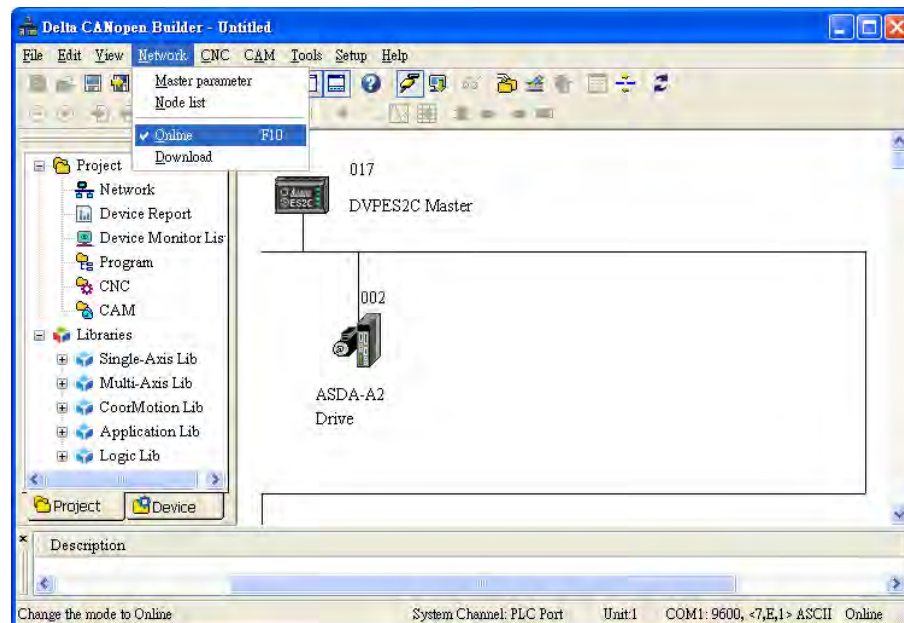 Delta CANopen Builder - Untitled
File Edit View Network CNC CAM Tools Setup Help
Master parameter
Node list
Online F10
Download
Project
Network
Device Report
Device Monitor Lis
Program
CNC
CAM
Libraries
Single-Axis Lib
Multi-Axis Lib
CoorMotion Lib
Application Lib
Logic Lib
Project Device
017
ES2C
DVPES2C Master
002
ASDA-A2
Drive
Description
Change the mode to Online System Channel: PLC Port Unit:1 COM1: 9600, <7,E,1> ASCII Online